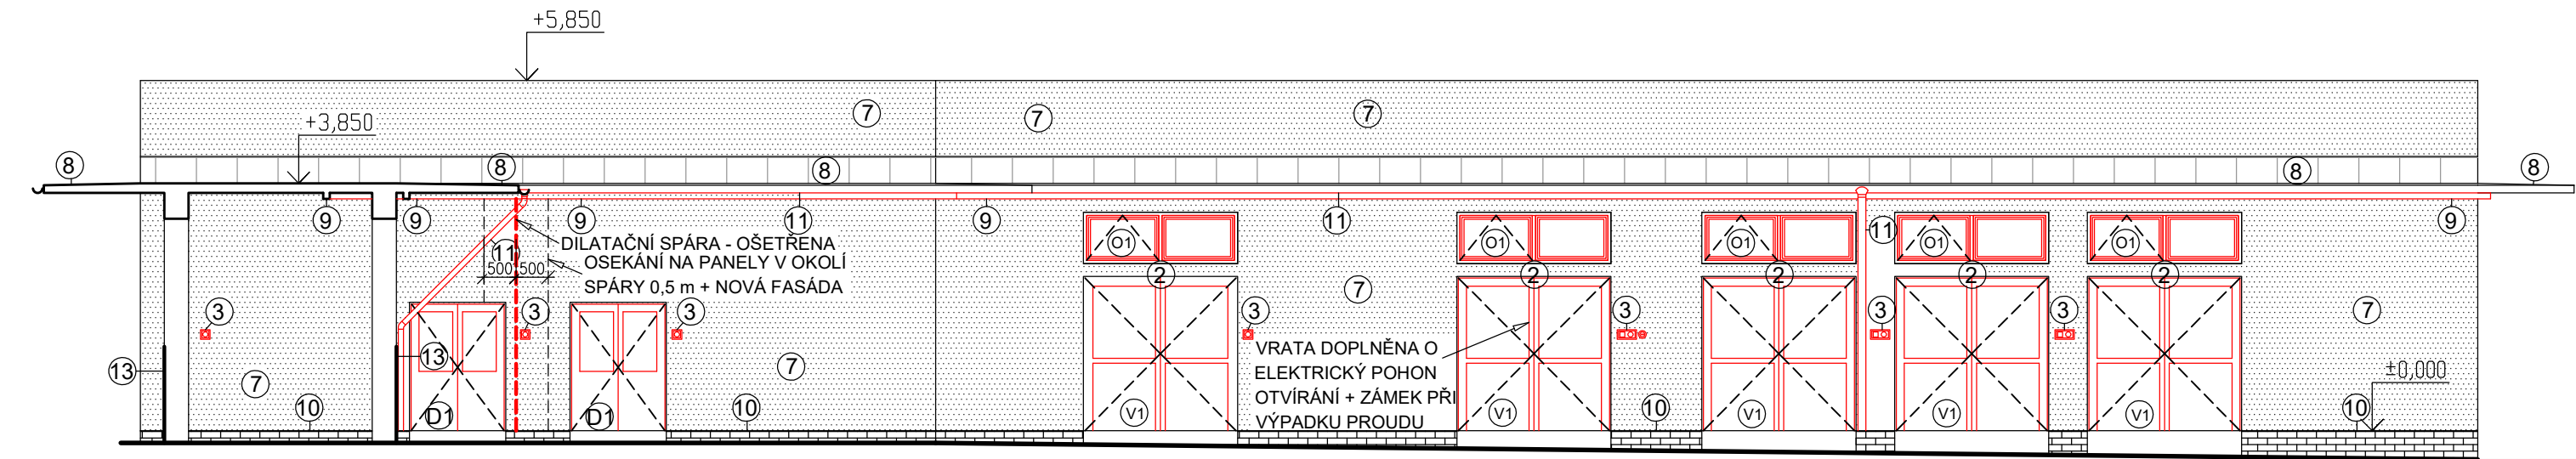 +5,850
7
7
7
+3,850
8
8
8
8
8
9
9
9
11
9
11
11
9
DILATAČNÍ SPÁRA - OŠETŘENA
OSEKÁNÍ NA PANELY V OKOLÍ
SPÁRY 0,5 m + NOVÁ FASÁDA
11
500
500
O1
O1
O1
O1
O1
2
2
2
2
2
7
3
3
3
3
3
3
3
7
VRATA DOPLNĚNA O
ELEKTRICKÝ POHON
OTVÍRÁNÍ + ZÁMEK PŘI
VÝPADKU PROUDU
13
13
7
7
±0,000
10
D1
D1
10
V1
V1
10
V1
V1
V1
10